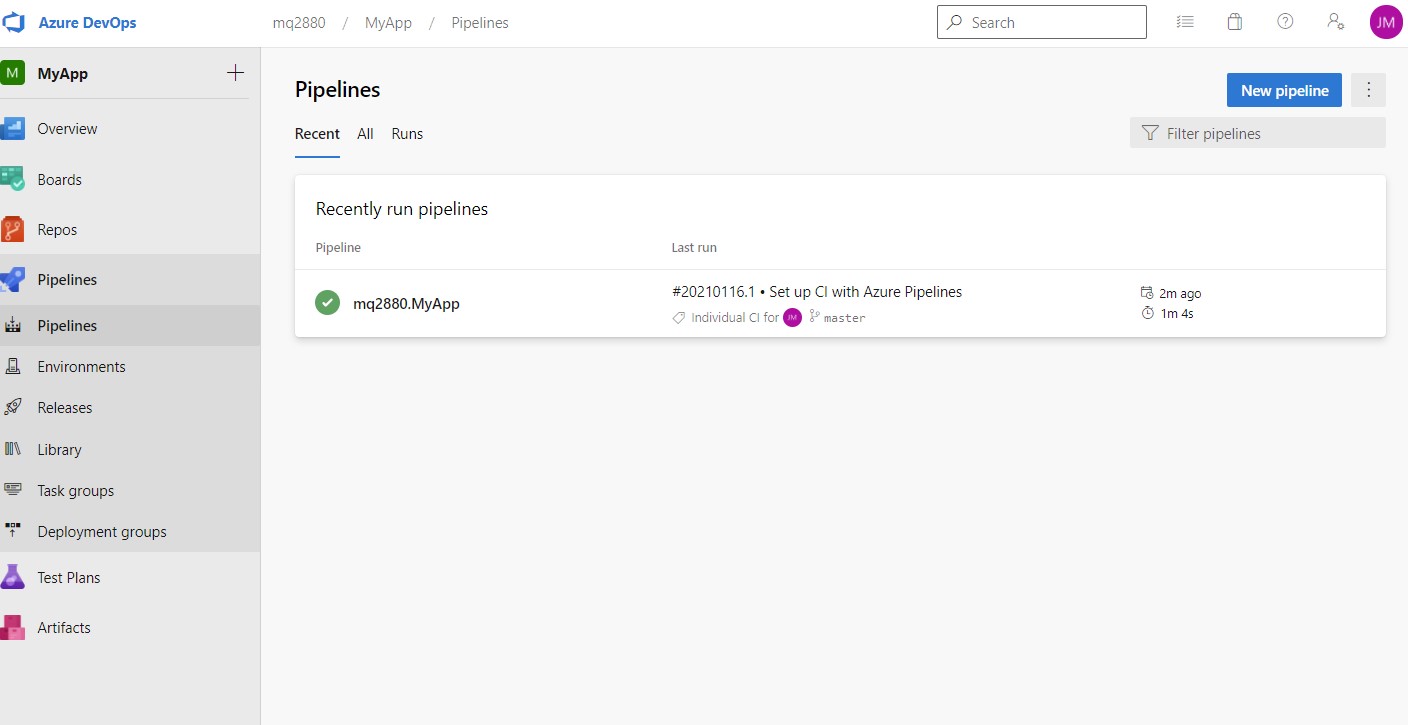 Azure DevOps
mq2880 / MyApp / Pipelines
Search
JM
M MyApp
Overview
Boards
Repos
Pipelines
Pipelines
Environments
Releases
Library
Task groups
Deployment groups
Test Plans
Artifacts
Pipelines
New pipeline
Recent All Runs
Filter pipelines
Recently run pipelines
Pipeline Last run
mq2880.MyApp
#20210116.1 • Set up CI with Azure Pipelines
Individual CI for JM master
2m ago
1m 4s